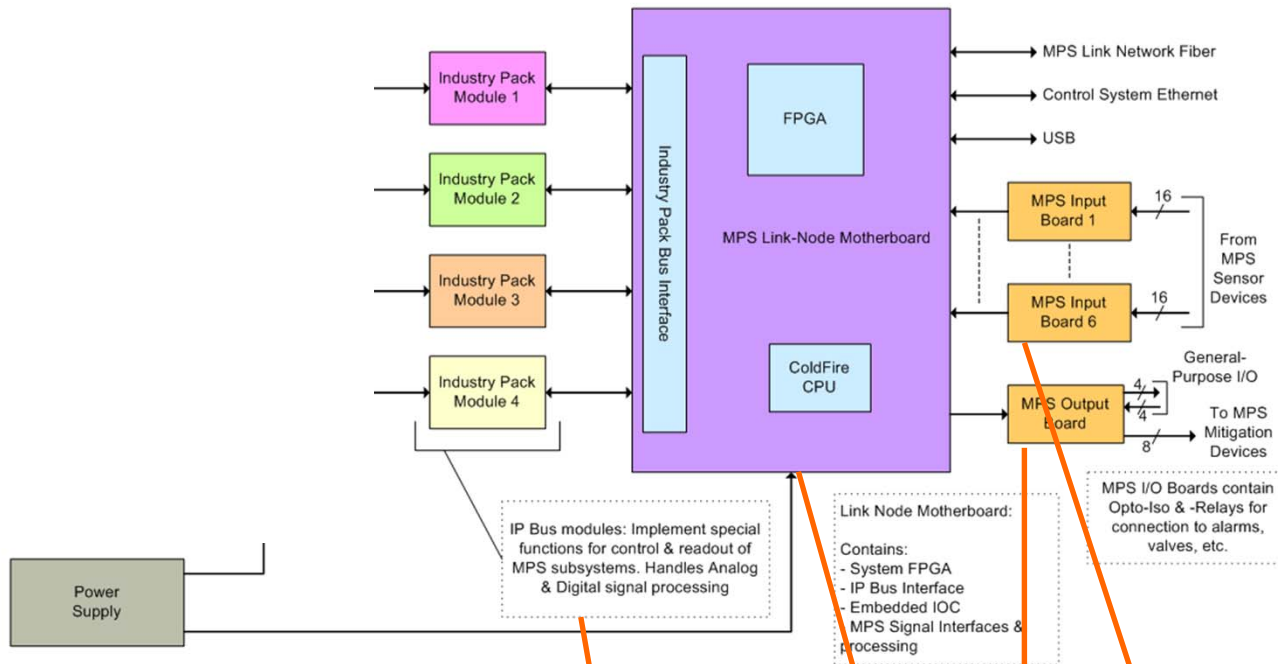 Industry Pack
Module 1
Industry Pack
Module 2
Industry Pack
Module 3
Industry Pack
Module 4
Industry Pack Bus Interface
FPGA
MPS Link-Node Motherboard
ColdFire
CPU
MPS Link Network Fiber
Control System Ethernet
USB
MPS Input
Board 1
16
MPS Input
Board 6
16
From
MPS
Sensor
Devices
MPS Output
Board
4
4
8
General-
Purpose I/O
To MPS
Mitigation
Devices
MPS I/O Boards contain
Opto-Iso & -Relays for
connection to alarms,
valves, etc.
IP Bus modules: Implement special
functions for control & readout of
MPS subsystems. Handles Analog
& Digital signal processing
Link Node Motherboard:
Contains:
- System FPGA
- IP Bus Interface
- Embedded IOC
MPS Signal Interfaces &
processing
Power
Supply